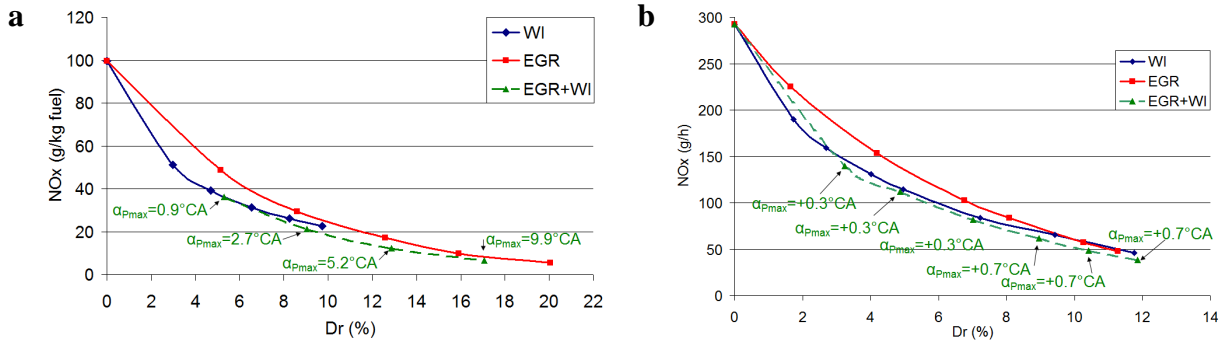 a
120
100
80
60
40
20
0
NOx (g/kg fuel)
WI
EGR
EGR+WI
αPmax=0.9°CA
αPmax=2.7°CA
αPmax=5.2°CA
αPmax=9.9°CA
0 2 4 6 8 10 12 14 16 18 20 22
Dr (%)
b
300
250
200
150
100
50
0
NOx (g/h)
WI
EGR
EGR+WI
αPmax=+0.3°CA
αPmax=+0.3°CA
αPmax=+0.3°CA
αPmax=+0.7°CA
αPmax=+0.7°CA
αPmax=+0.7°CA
0 2 4 6 8 10 12 14
Dr (%)